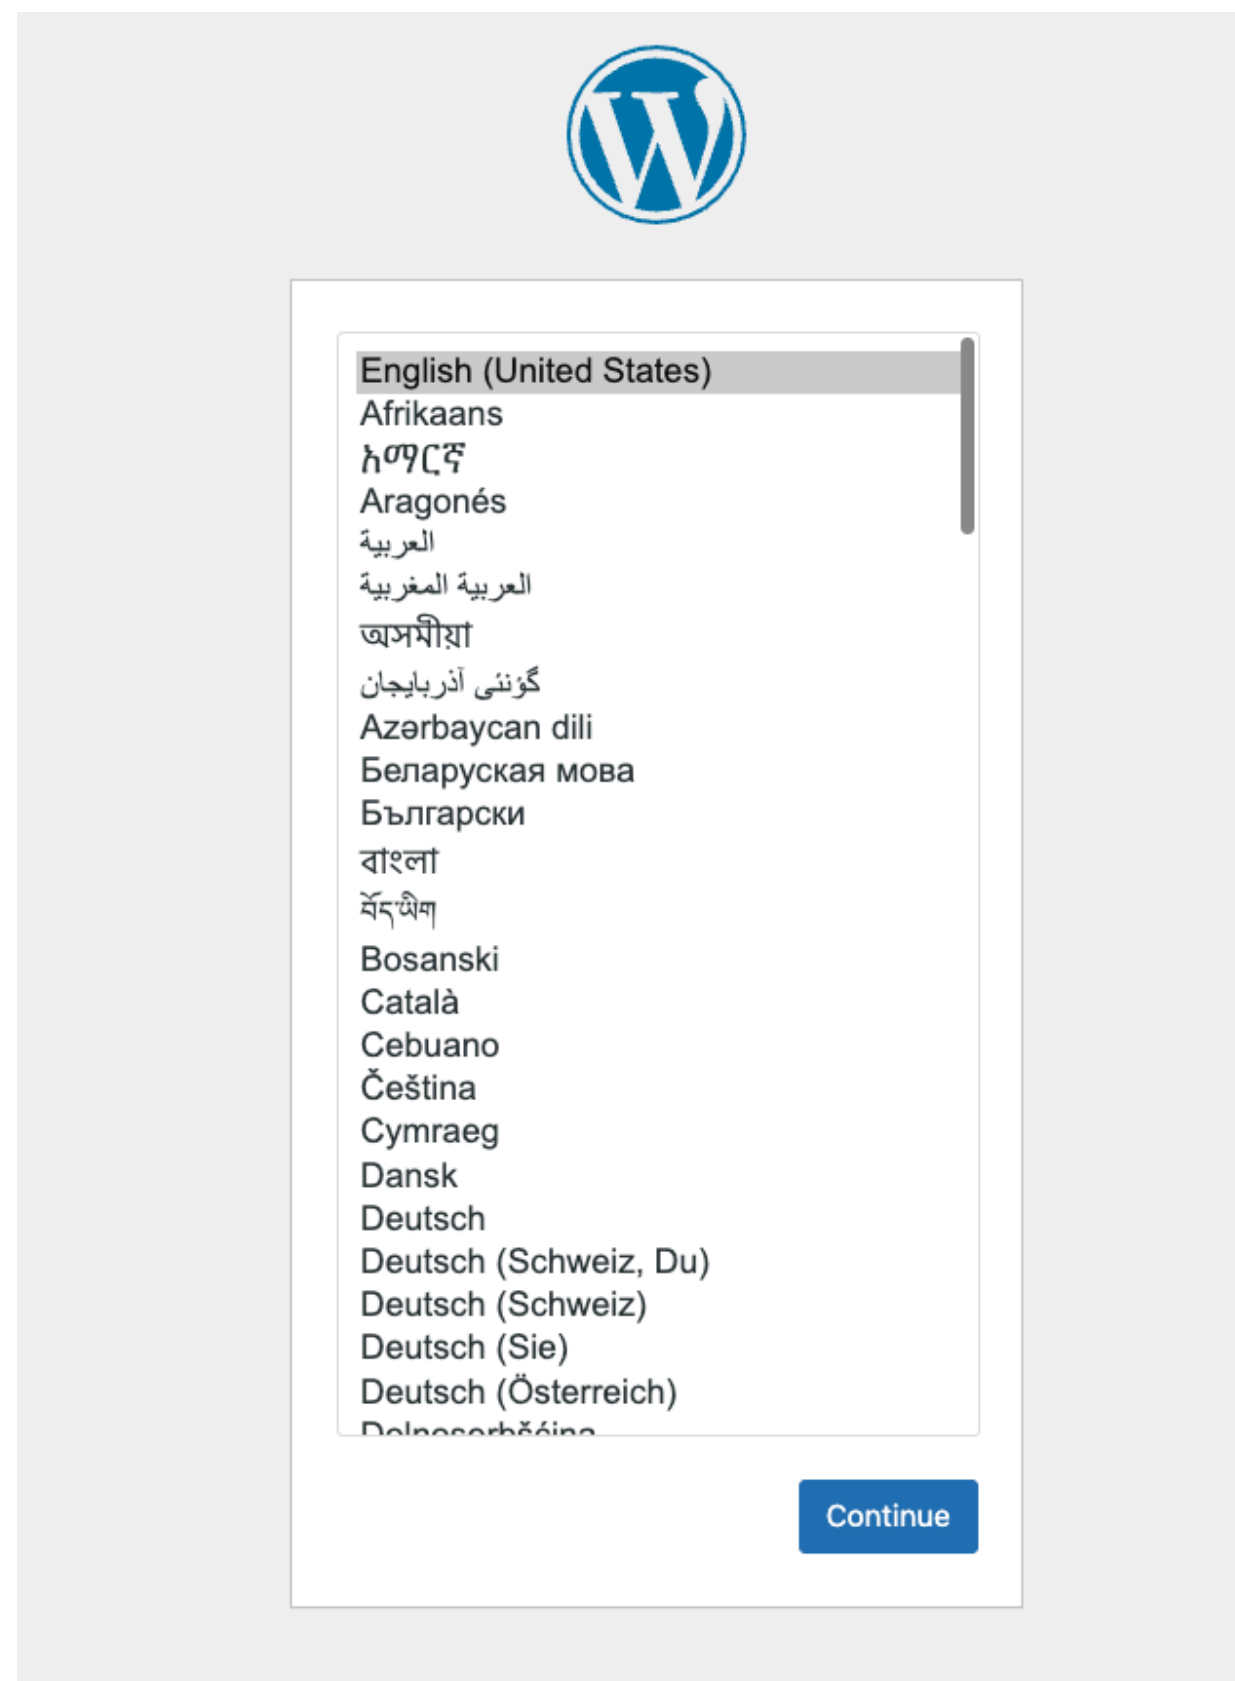 W
English (United States)
Afrikaans
አማርኛ
Aragonés
العربية
العربية المغربية
অসমীয়া
گؤنئی آذربایجان
Azərbaycan dili
Беларуская мова
Български
বাংলা
བོད་ཡིག
Bosanski
Català
Cebuano
Čeština
Cymraeg
Dansk
Deutsch
Deutsch (Schweiz, Du)
Deutsch (Schweiz)
Deutsch (Sie)
Deutsch (Österreich)
Dolnoserbšćina
Continue